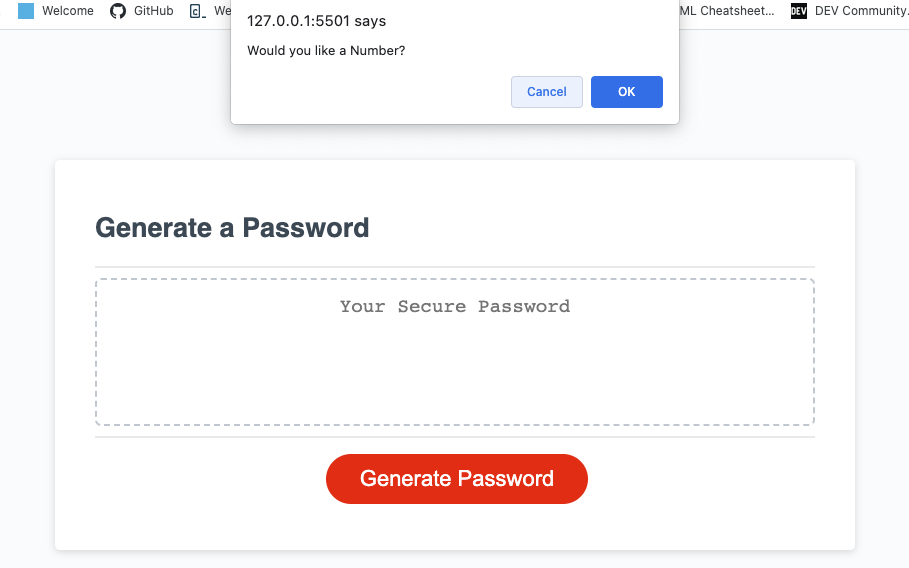 Welcome
GitHub
We
ML Cheatsheet...
DEV
DEV Community.
127.0.0.1:5501 says
Would you like a Number?
Cancel
OK
Generate a Password
Your Secure Password
Generate Password